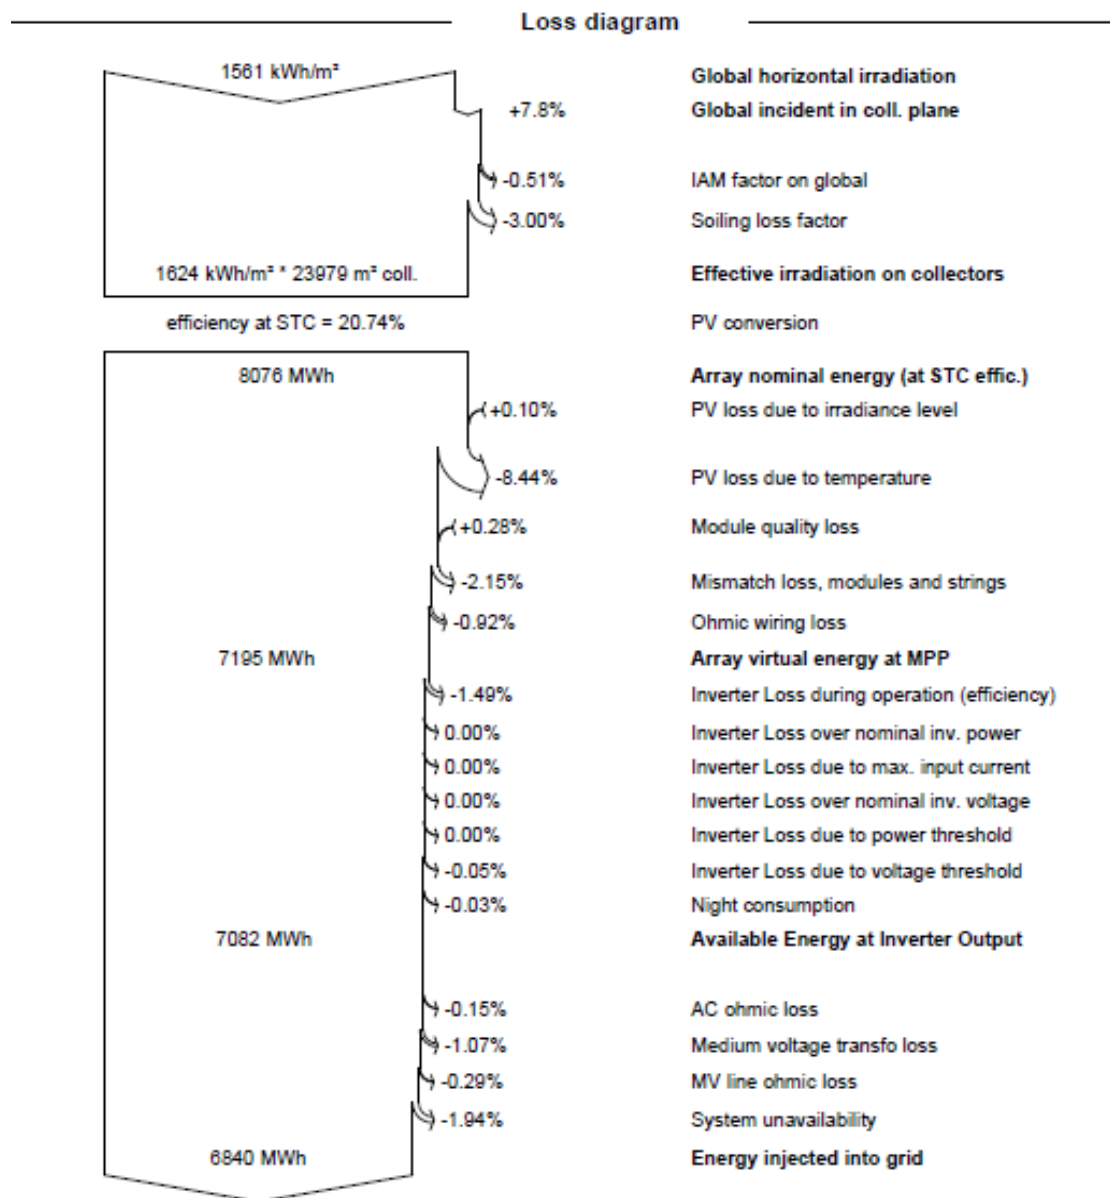 Loss diagram
1561 kWh/m² Global horizontal irradiation
+7.8% Global incident in coll. plane
-0.51% IAM factor on global
-3.00% Soiling loss factor
1624 kWh/m² * 23979 m² coll. Effective irradiation on collectors
efficiency at STC = 20.74% PV conversion
8076 MWh Array nominal energy (at STC effic.)
+0.10% PV loss due to irradiance level
-8.44% PV loss due to temperature
+0.28% Module quality loss
-2.15% Mismatch loss, modules and strings
-0.92% Ohmic wiring loss
7195 MWh Array virtual energy at MPP
-1.49% Inverter Loss during operation (efficiency)
0.00% Inverter Loss over nominal inv. power
0.00% Inverter Loss due to max. input current
0.00% Inverter Loss over nominal inv. voltage
0.00% Inverter Loss due to power threshold
-0.05% Inverter Loss due to voltage threshold
-0.03% Night consumption
7082 MWh Available Energy at Inverter Output
-0.15% AC ohmic loss
-1.07% Medium voltage transfo loss
-0.29% MV line ohmic loss
-1.94% System unavailability
6840 MWh Energy injected into grid